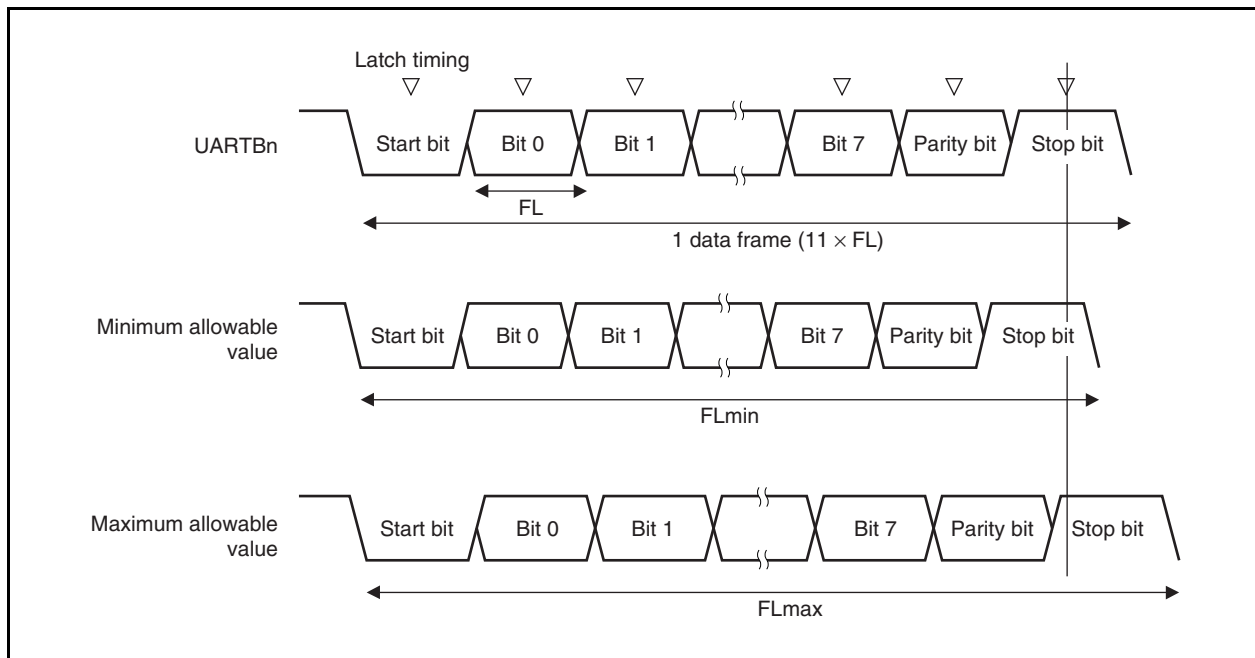 Latch timing
UARTBn
Start bit
Bit 0
Bit 1
Bit 7
Parity bit
Stop bit
FL
1 data frame (11 × FL)
Minimum allowable
value
Start bit
Bit 0
Bit 1
Bit 7
Parity bit
Stop bit
FLmin
Maximum allowable
value
Start bit
Bit 0
Bit 1
Bit 7
Parity bit
Stop bit
FLmax